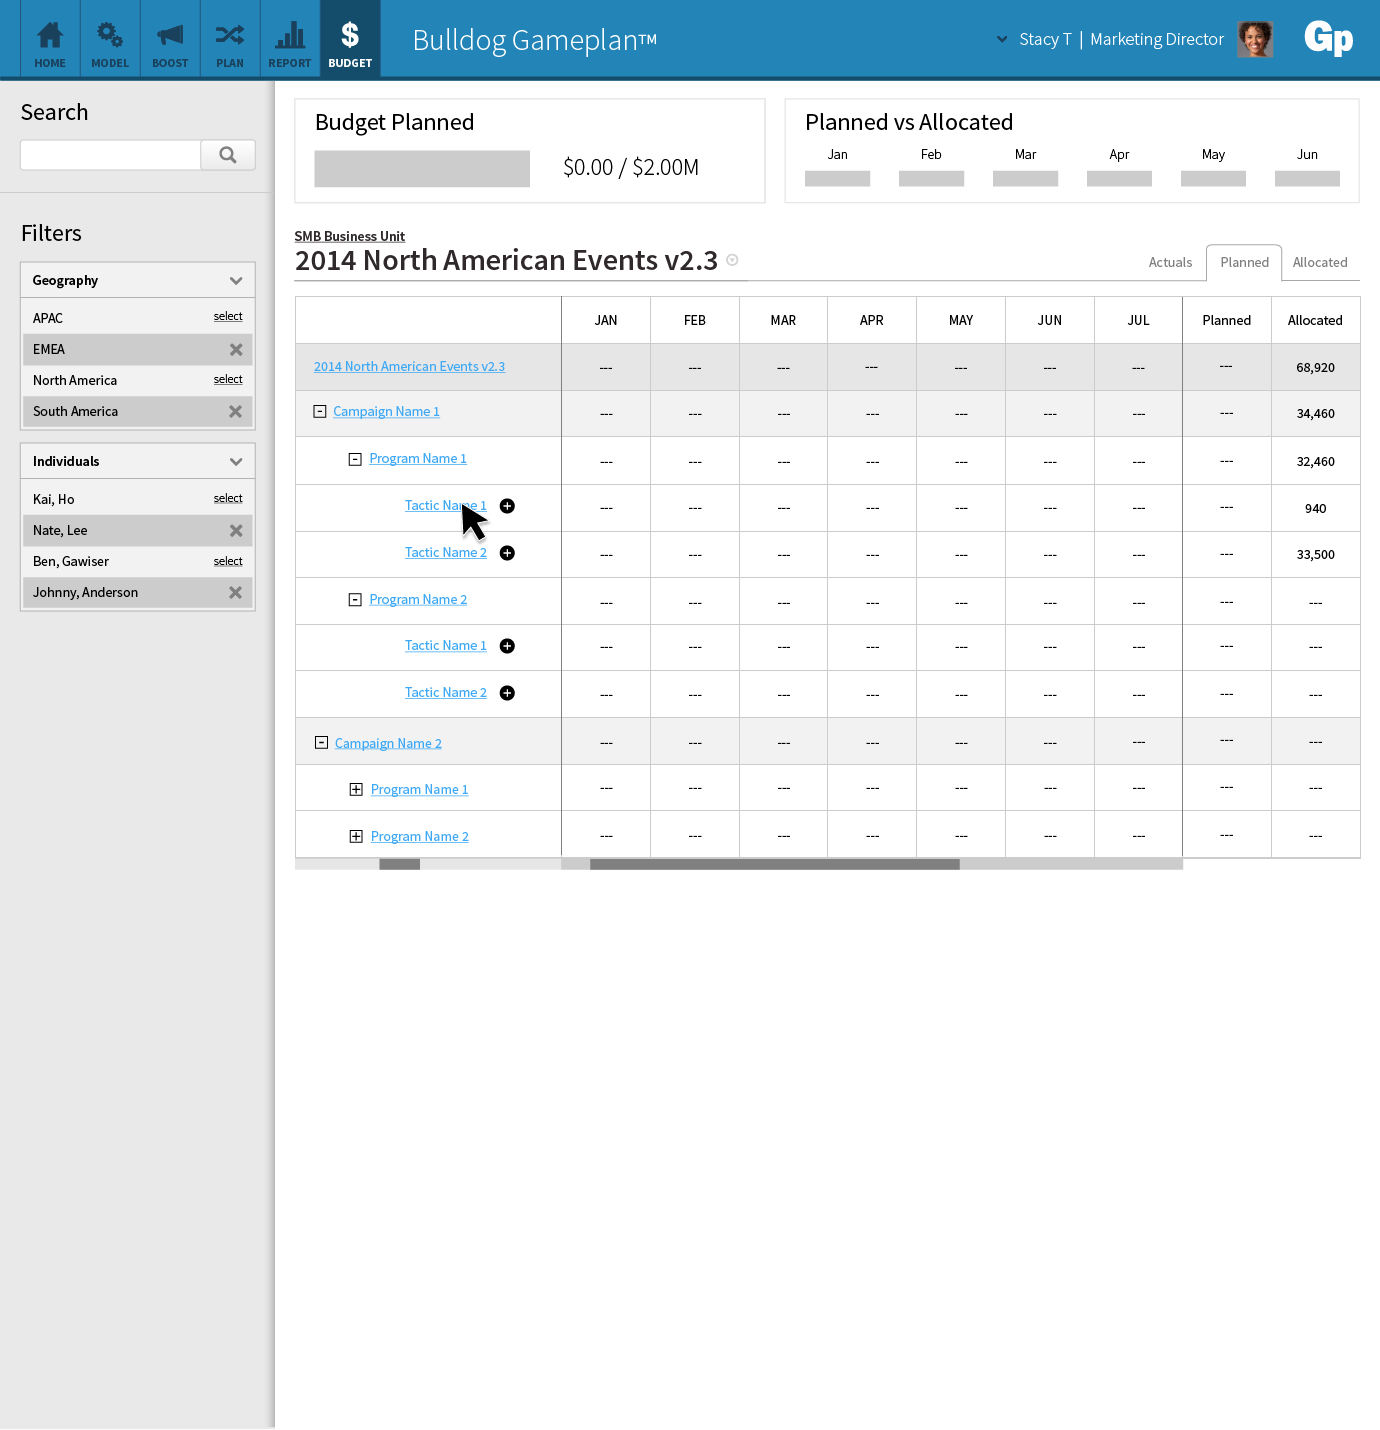 HOME MODEL BOOST PLAN REPORT BUDGET
Bulldog Gameplan™
Stacy T | Marketing Director
Gp
Search
Filters
Geography
APAC select
EMEA
North America select
South America
Individuals
Kai, Ho select
Nate, Lee
Ben, Gawiser select
Johnny, Anderson
Budget Planned
$0.00 / $2.00M
Planned vs Allocated
Jan Feb Mar Apr May Jun
SMB Business Unit
2014 North American Events v2.3
Actuals Planned Allocated
JAN FEB MAR APR MAY JUN JUL Planned Allocated
2014 North American Events v2.3 --- --- --- --- --- --- --- --- 68,920
Campaign Name 1 --- --- --- --- --- --- --- --- 34,460
Program Name 1 --- --- --- --- --- --- --- --- 32,460
Tactic Name 1 --- --- --- --- --- --- --- --- 940
Tactic Name 2 --- --- --- --- --- --- --- --- 33,500
Program Name 2 --- --- --- --- --- --- --- --- ---
Tactic Name 1 --- --- --- --- --- --- --- --- ---
Tactic Name 2 --- --- --- --- --- --- --- --- ---
Campaign Name 2 --- --- --- --- --- --- --- --- ---
Program Name 1 --- --- --- --- --- --- --- --- ---
Program Name 2 --- --- --- --- --- --- --- --- ---